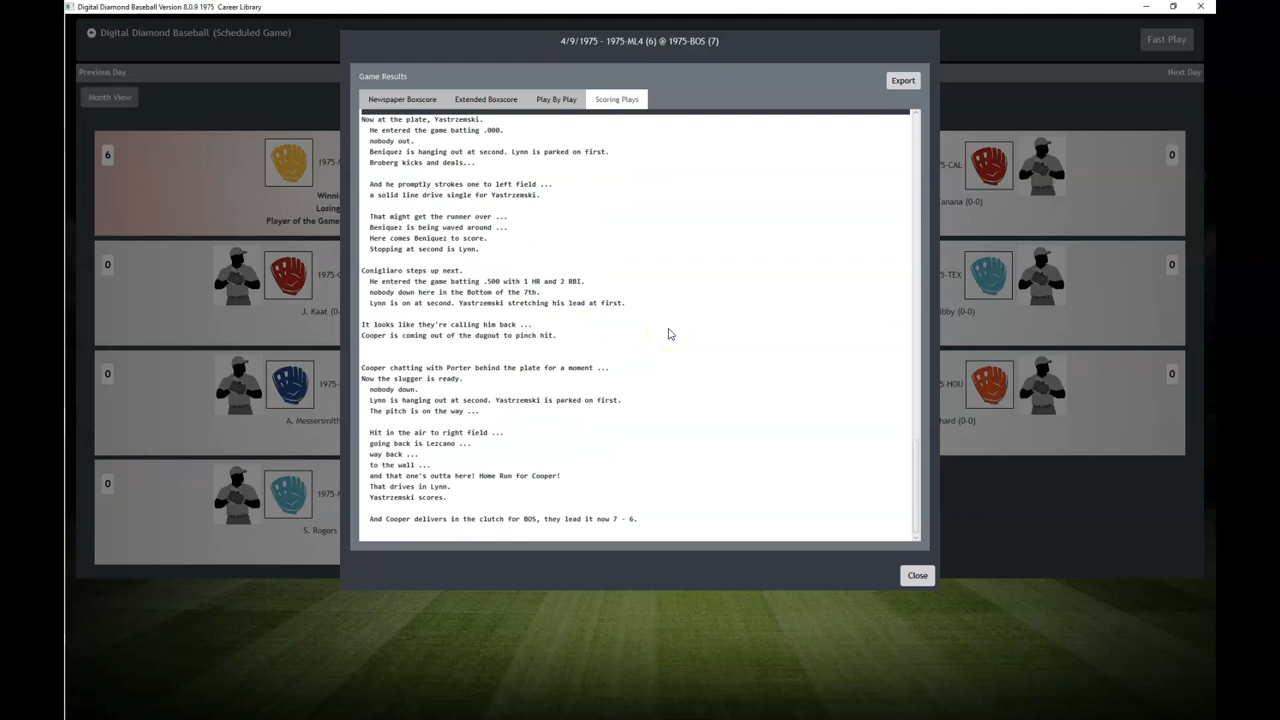 Digital Diamond Baseball Version 8.0.9 1975 Career Library
Digital Diamond Baseball (Scheduled Game)
Fast Play
4/9/1975 - 1975-ML4 (6) @ 1975-BOS (7)
Previous Day
Next Day
Month View
Game Results
Export
Newspaper Boxscore
Extended Boxscore
Play By Play
Scoring Plays
Now at the plate, Yastrzemski.
He entered the game batting .000.
nobody out.
Beniquez is hanging out at second. Lynn is parked on first.
Broberg kicks and deals...
And he promptly strokes one to left field ...
a solid line drive single for Yastrzemski.
That might get the runner over ...
Beniquez is being waved around ...
Here comes Beniquez to score.
Stopping at second is Lynn.
Conigliaro steps up next.
He entered the game batting .500 with 1 HR and 2 RBI.
nobody down here in the Bottom of the 7th.
Lynn is on at second. Yastrzemski stretching his lead at first.
It looks like they're calling him back ...
Cooper is coming out of the dugout to pinch hit.
Cooper chatting with Porter behind the plate for a moment ...
Now the slugger is ready.
nobody down.
Lynn is hanging out at second. Yastrzemski is parked on first.
The pitch is on the way ...
Hit in the air to right field ...
going back is Lezcano ...
way back ...
to the wall ...
and that one's outta here! Home Run for Cooper!
That drives in Lynn.
Yastrzemski scores.
And Cooper delivers in the clutch for BOS, they lead it now 7 - 6.
Close
6
1975-
Winni
Losing
Player of the Game
0
1975-
J. Kaat (0-0
0
1975-
A. Messersmith
0
1975-
S. Rogers
5-CAL
0
anana (0-0)
5-TEX
0
bby (0-0)
5-HOU
0
hard (0-0)